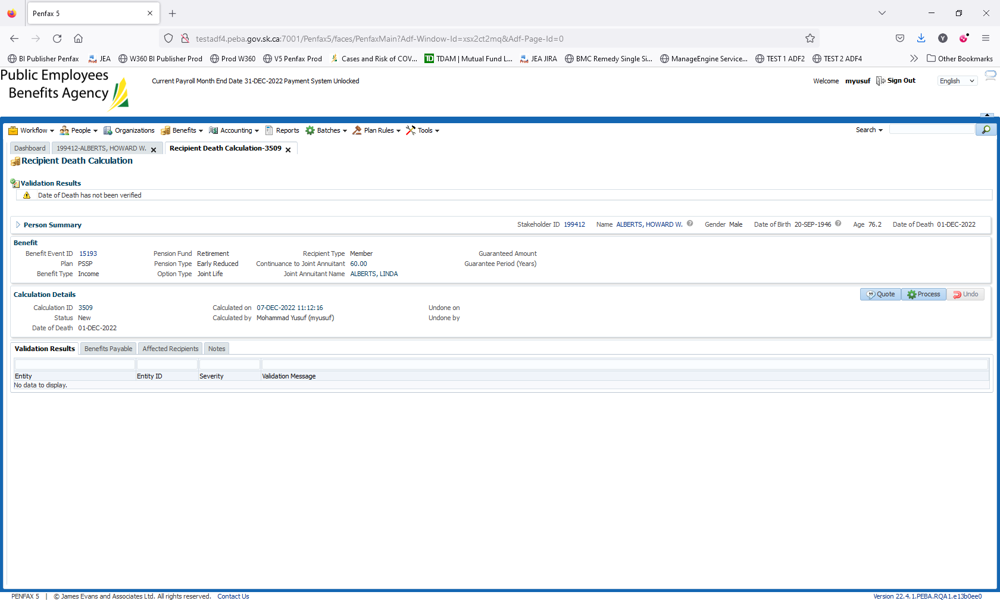 Penfax 5
testadf4.peba.gov.sk.ca:7001/Penfax5/faces/PenfaxMain?Adf-Window-Id=xsx2ct2mq&Adf-Page-Id=0
Y
BI Publisher Penfax JEA W360 BI Publisher Prod Prod W360 V5 Penfax Prod Cases and Risk of COV... TD TDAM | Mutual Fund L... JEA JIRA BMC Remedy Single Si... ManageEngine Service... TEST 1 ADF2 TEST 2 ADF4 Other Bookmarks
Public Employees
Benefits Agency
Current Payroll Month End Date 31-DEC-2022 Payment System Unlocked
Welcome myusuf Sign Out English
Workflow People Organizations Benefits Accounting Reports Batches Plan Rules Tools Search
Dashboard 199412-ALBERTS, HOWARD W. Recipient Death Calculation-3509
Recipient Death Calculation
Validation Results
Date of Death has not been verified
Person Summary Stakeholder ID 199412 Name ALBERTS, HOWARD W. Gender Male Date of Birth 20-SEP-1946 Age 76.2 Date of Death 01-DEC-2022
Benefit
Benefit Event ID 15193 Pension Fund Retirement Recipient Type Member Guaranteed Amount
Plan PSSP Pension Type Early Reduced Continuance to Joint Annuitant 60.00 Guarantee Period (Years)
Benefit Type Income Option Type Joint Life Joint Annuitant Name ALBERTS, LINDA
Calculation Details Quote Process Undo
Calculation ID 3509 Calculated on 07-DEC-2022 11:12:16 Undone on
Status New Calculated by Mohammad Yusuf (myusuf) Undone by
Date of Death 01-DEC-2022
Validation Results Benefits Payable Affected Recipients Notes
Entity Entity ID Severity Validation Message
No data to display.
PENFAX 5 | © James Evans and Associates Ltd. All rights reserved. Contact Us Version 22.4.1.PEBA.RQA1.e13b0ee0